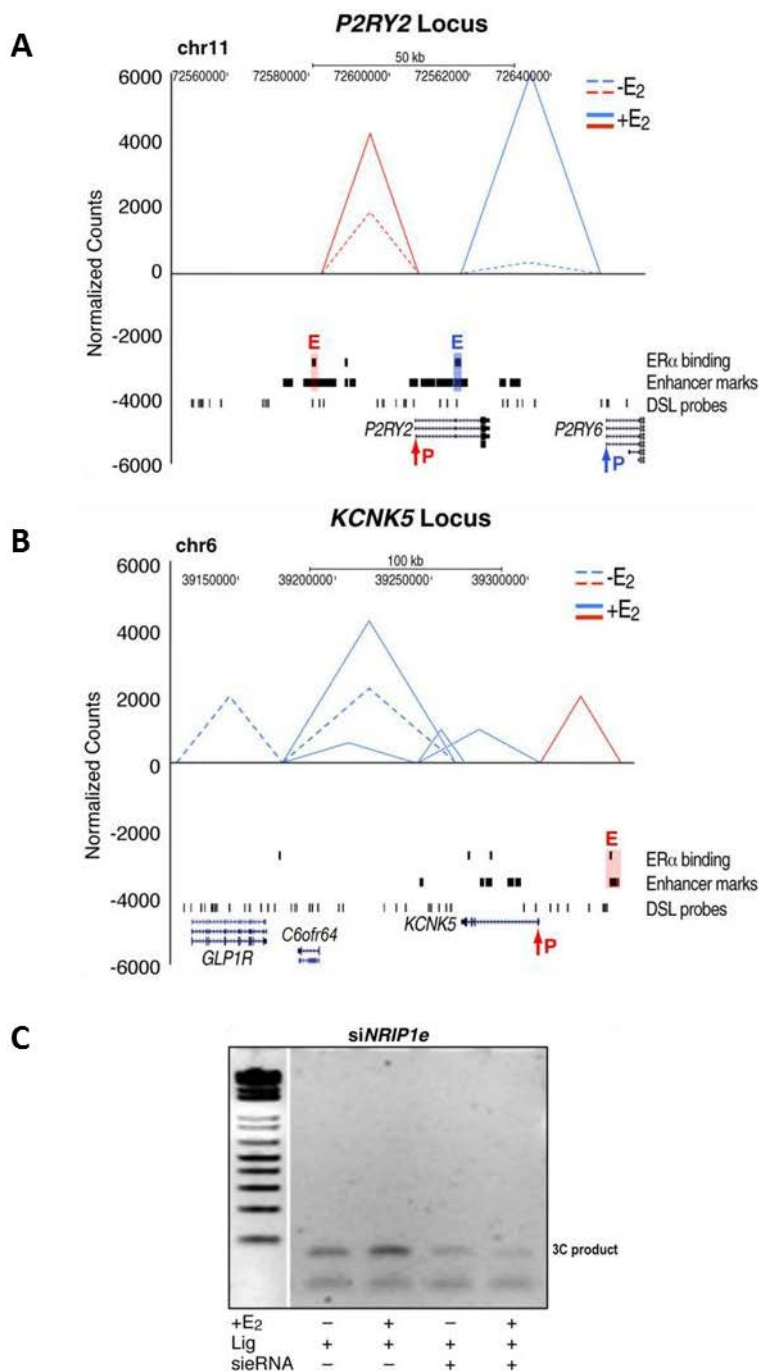 A
P2RY2 Locus
chr11
50 kb
72560000' 72580000' 72600000' 72562000' 72640000'
-E2
+E2
6000
4000
2000
0
-2000
-4000
-6000
Normalized Counts
E E
ERα binding
Enhancer marks
DSL probes
P2RY2 P2RY6
P P
B
KCNK5 Locus
chr6
100 kb
39150000' 39200000' 39250000' 39300000'
-E2
+E2
6000
4000
2000
0
-2000
-4000
-6000
Normalized Counts
E
ERα binding
Enhancer marks
DSL probes
GLP1R C6ofr64 KCNK5
P
C
siNRIP1e
3C product
+E2 – + – +
Lig + + + +
sieRNA – – + +